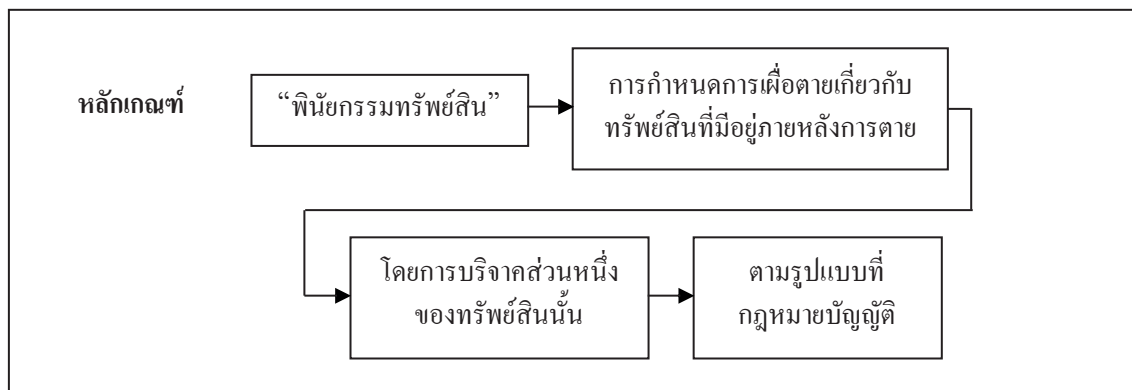 หลักเกณฑ์
“พินัยกรรมทรัพย์สิน”
การกำหนดการเผื่อตายเกี่ยวกับ
ทรัพย์สินที่มีอยู่ภายหลังการตาย
โดยการบริจาคส่วนหนึ่ง
ของทรัพย์สินนั้น
ตามรูปแบบที่
กฎหมายบัญญัติ